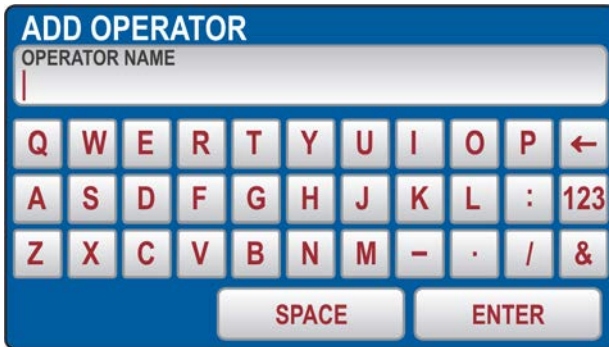 ADD OPERATOR
OPERATOR NAME
Q W E R T Y U I O P ←
A S D F G H J K L : 123
Z X C V B N M – · / &
SPACE ENTER